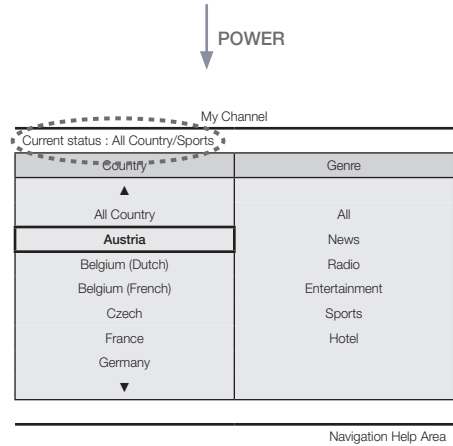 POWER
My Channel
Current status : All Country/Sports
Country Genre
▲
All Country All
Austria News
Belgium (Dutch) Radio
Belgium (French) Entertainment
Czech Sports
France Hotel
Germany
▼
Navigation Help Area